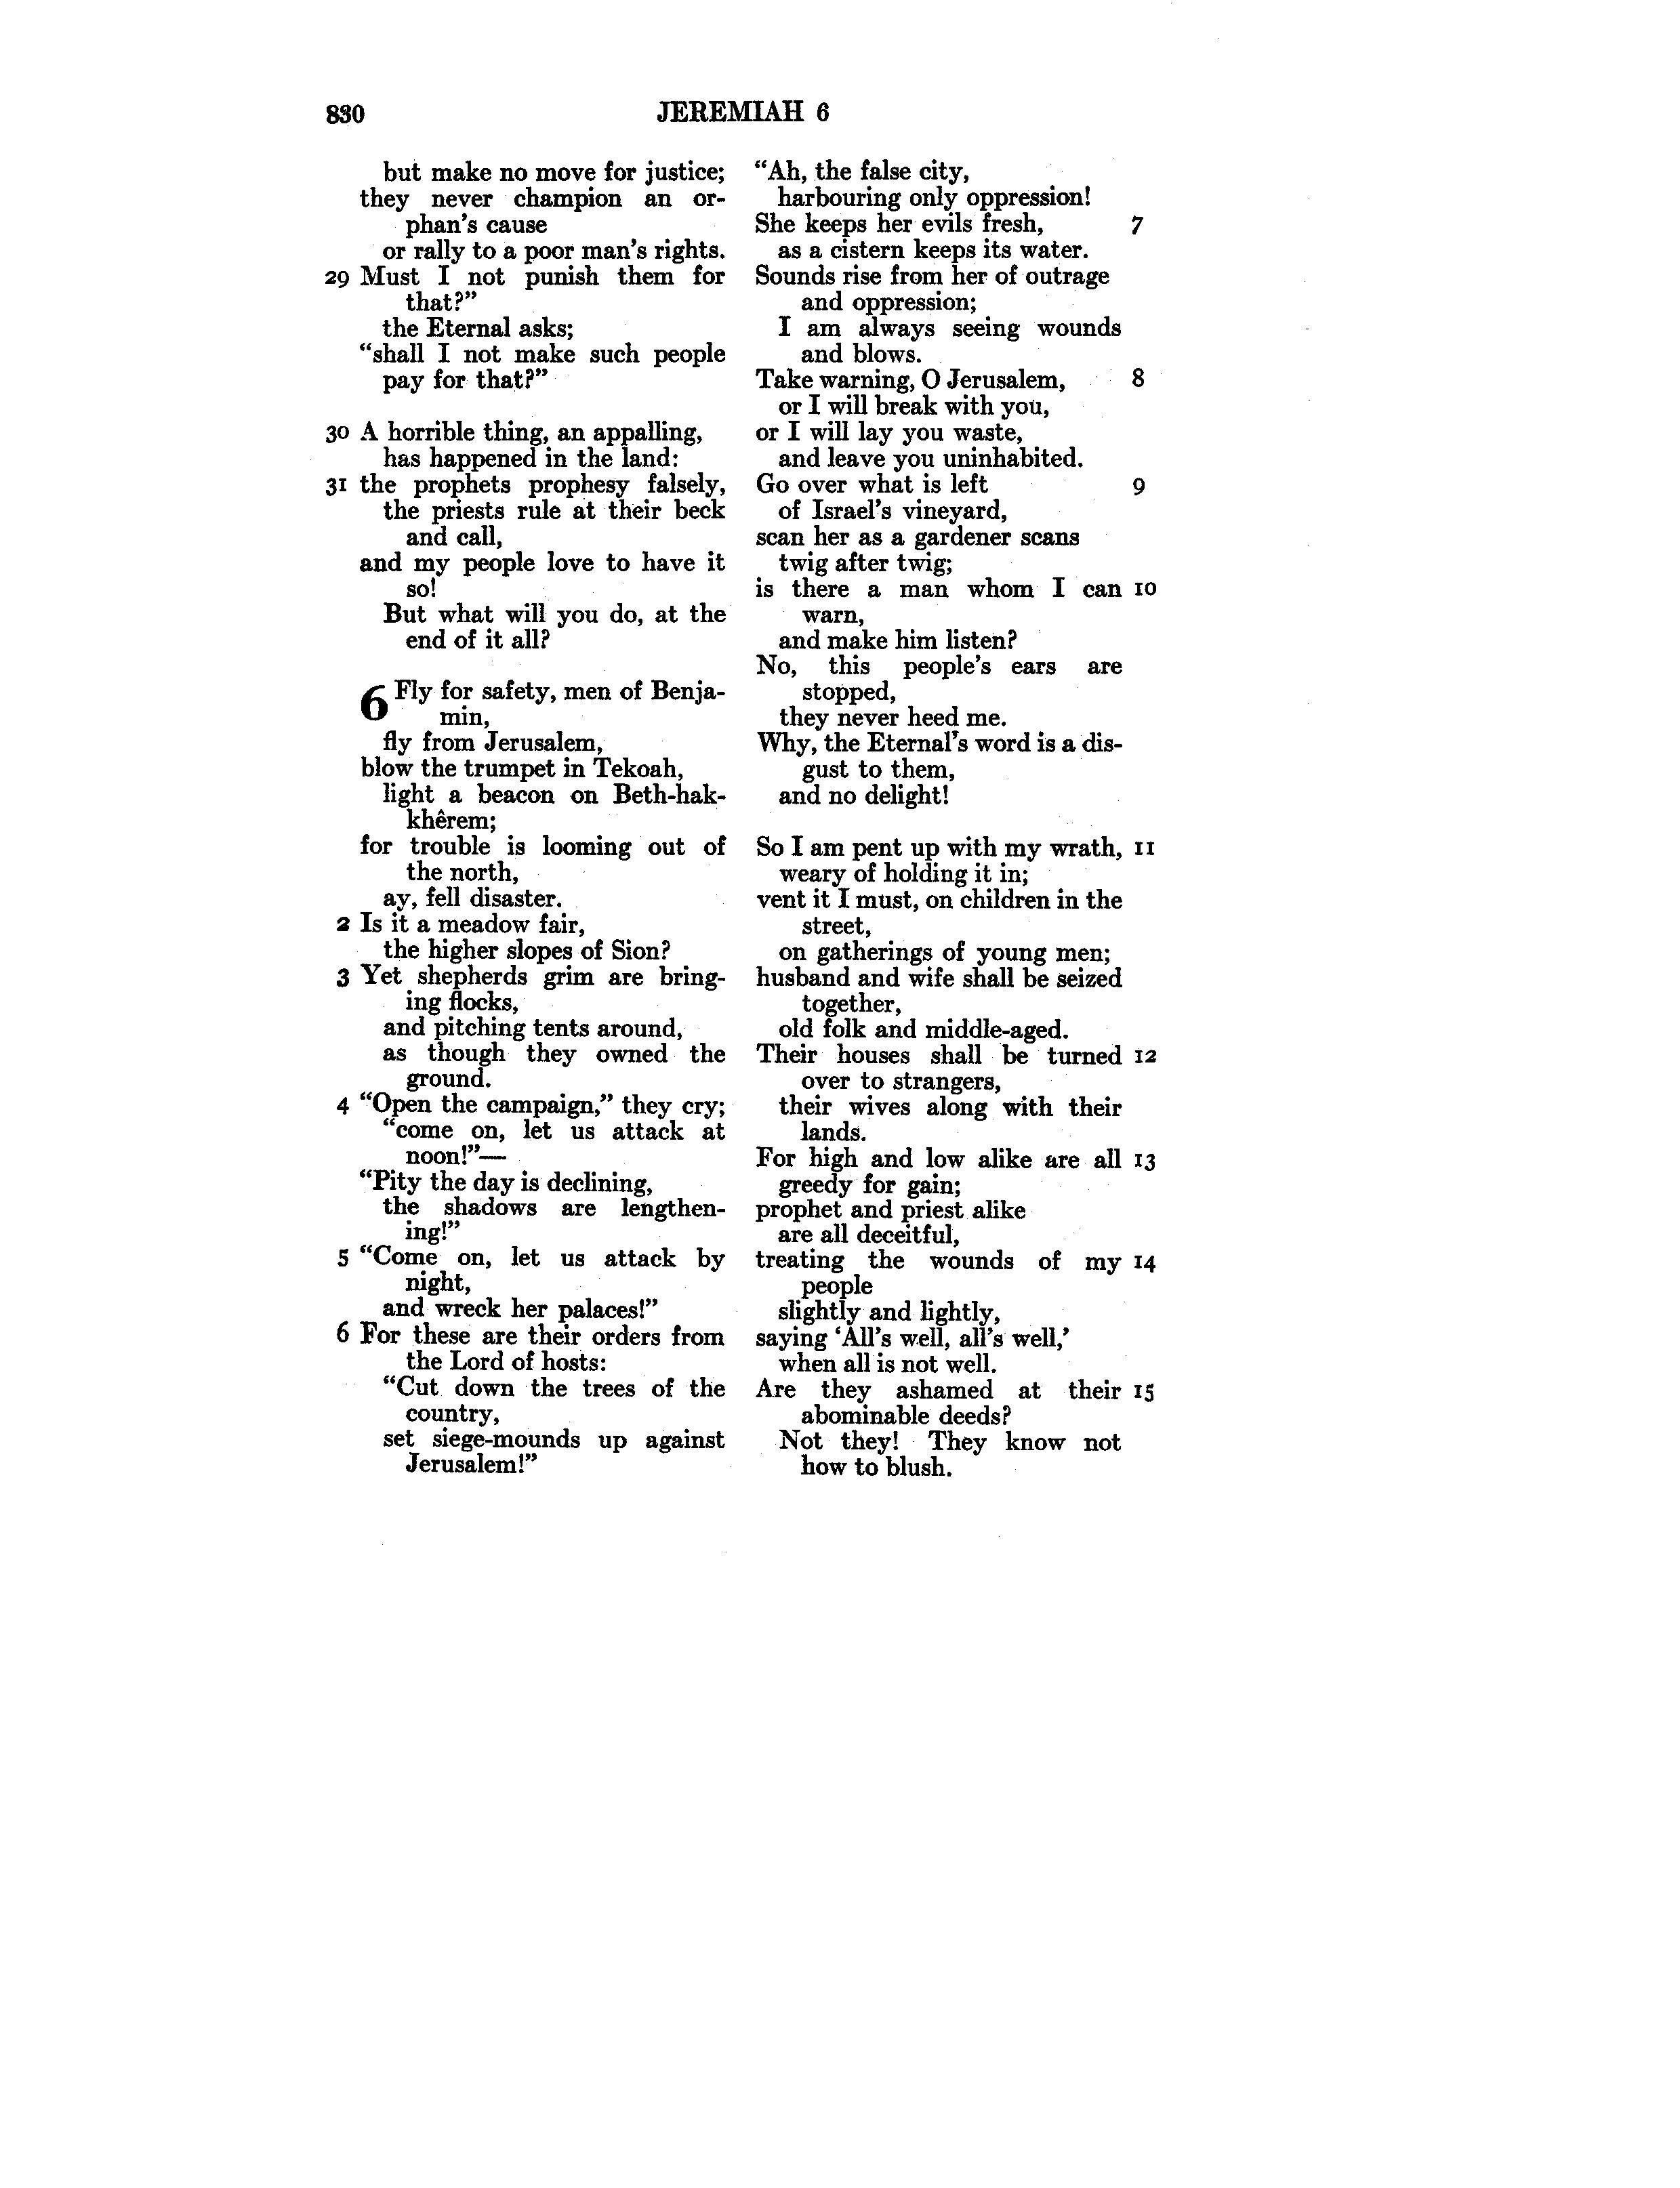 830 JEREMIAH 6
but make no move for justice;
they never champion an or-
phan's cause
or rally to a poor man's rights.
29 Must I not punish them for
that?”
the Eternal asks;
“shall I not make such people
pay for that?”
30 A horrible thing, an appalling,
has happened in the land:
31 the prophets prophesy falsely,
the priests rule at their beck
and call,
and my people love to have it
so!
But what will you do, at the
end of it all?
6 Fly for safety, men of Benja-
min,
fly from Jerusalem,
blow the trumpet in Tekoah,
light a beacon on Beth-hak-
khêrem;
for trouble is looming out of
the north,
ay, fell disaster.
2 Is it a meadow fair,
the higher slopes of Sion?
3 Yet shepherds grim are bring-
ing flocks,
and pitching tents around,
as though they owned the
ground.
4 “Open the campaign,” they cry;
“come on, let us attack at
noon!”—
“Pity the day is declining,
the shadows are lengthen-
ing!”
5 “Come on, let us attack by
night,
and wreck her palaces!”
6 For these are their orders from
the Lord of hosts:
“Cut down the trees of the
country,
set siege-mounds up against
Jerusalem!”
“Ah, the false city,
harbouring only oppression!
She keeps her evils fresh, 7
as a cistern keeps its water.
Sounds rise from her of outrage
and oppression;
I am always seeing wounds
and blows.
Take warning, O Jerusalem, 8
or I will break with you,
or I will lay you waste,
and leave you uninhabited.
Go over what is left 9
of Israel's vineyard,
scan her as a gardener scans
twig after twig;
is there a man whom I can 10
warn,
and make him listen?
No, this people's ears are
stopped,
they never heed me.
Why, the Eternal's word is a dis-
gust to them,
and no delight!
So I am pent up with my wrath, 11
weary of holding it in;
vent it I must, on children in the
street,
on gatherings of young men;
husband and wife shall be seized
together,
old folk and middle-aged.
Their houses shall be turned 12
over to strangers,
their wives along with their
lands.
For high and low alike are all 13
greedy for gain;
prophet and priest alike
are all deceitful,
treating the wounds of my 14
people
slightly and lightly,
saying ‘All's well, all's well,’
when all is not well.
Are they ashamed at their 15
abominable deeds?
Not they! They know not
how to blush.